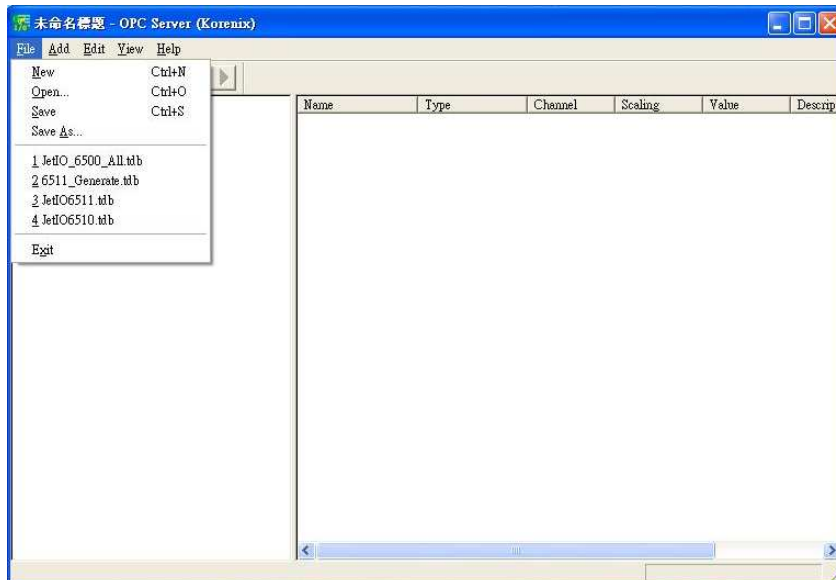 未命名標題 - OPC Server (Korenix)
File Add Edit View Help
New Ctrl+N
Open... Ctrl+O
Save Ctrl+S
Save As...
1 JetIO_6500_All.tdb
2 6511_Generate.tdb
3 JetIO6511.tdb
4 JetIO6510.tdb
Exit
Name Type Channel Scaling Value Descrip